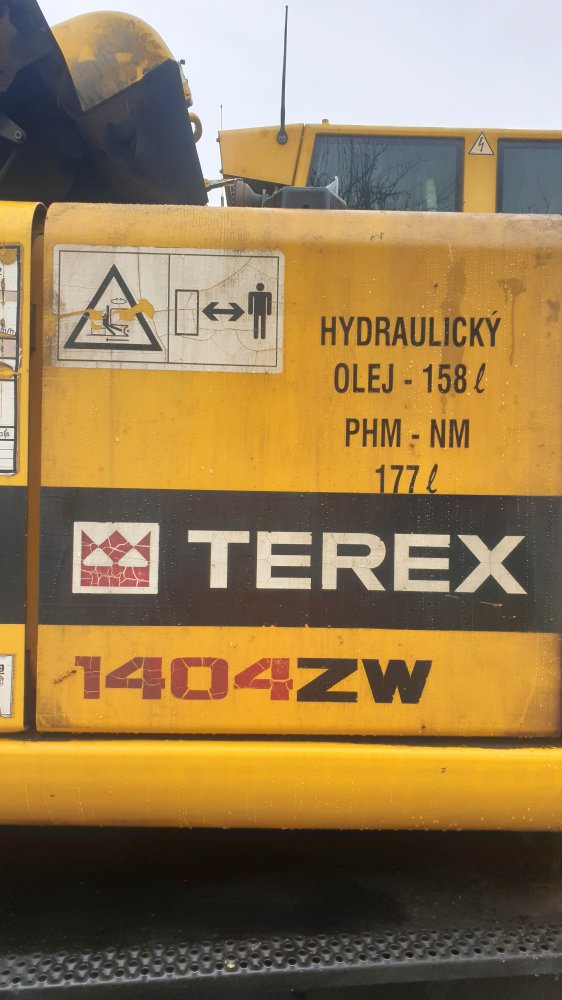 HYDRAULICKÝ
OLEJ - 158 l
PHM - NM
177 l
TEREX
1404ZW